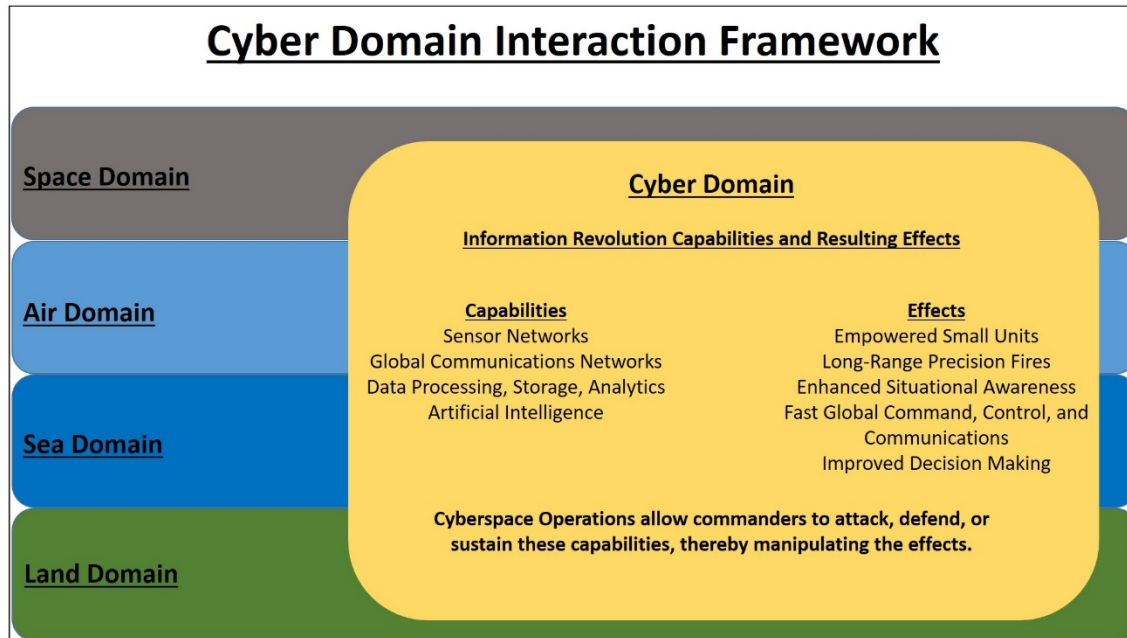 Cyber Domain Interaction Framework
Space Domain
Cyber Domain
Information Revolution Capabilities and Resulting Effects
Air Domain
Capabilities
Sensor Networks
Global Communications Networks
Data Processing, Storage, Analytics
Artificial Intelligence
Effects
Empowered Small Units
Long-Range Precision Fires
Enhanced Situational Awareness
Fast Global Command, Control, and
Communications
Improved Decision Making
Sea Domain
Cyberspace Operations allow commanders to attack, defend, or
sustain these capabilities, thereby manipulating the effects.
Land Domain